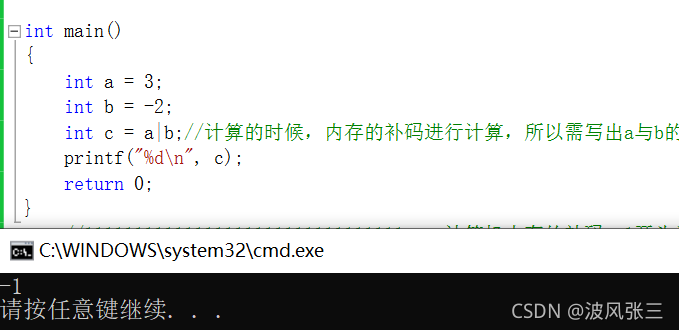 int main()
{
int a = 3;
int b = -2;
int c = a|b;//计算的时候，内存的补码进行计算，所以需写出a与b的
printf("%d\n", c);
return 0;
}
C:\WINDOWS\system32\cmd.exe
-1
请按任意键继续. . .
CSDN @波风张三